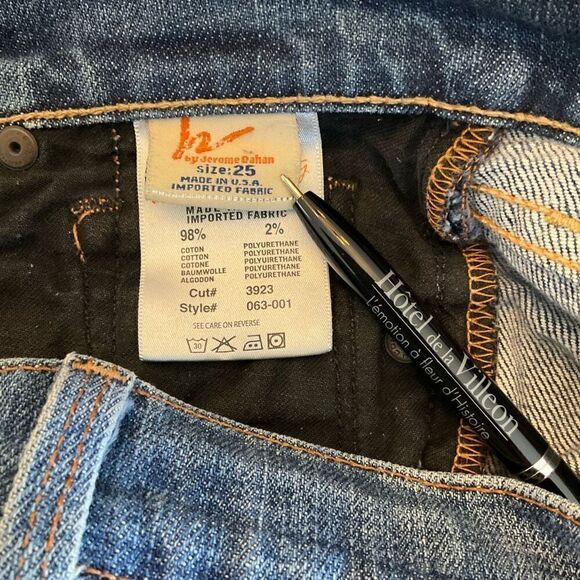 by Jerome Dahan
Size: 25
MADE IN U.S.A.
IMPORTED FABRIC
IMPORTED FABRIC
98% 2%
COTON POLYURETHANE
COTTON POLYURETHANE
COTONE POLYUIRETHANE
BAUMWOLLE POLYURETHANE
ALGODON POLYURETHANE
Cut# 3923
Style# 063-001
SEE CARE ON REVERSE
30
Hôtel de la Villeon
l'émotion à fleur d'Histoire